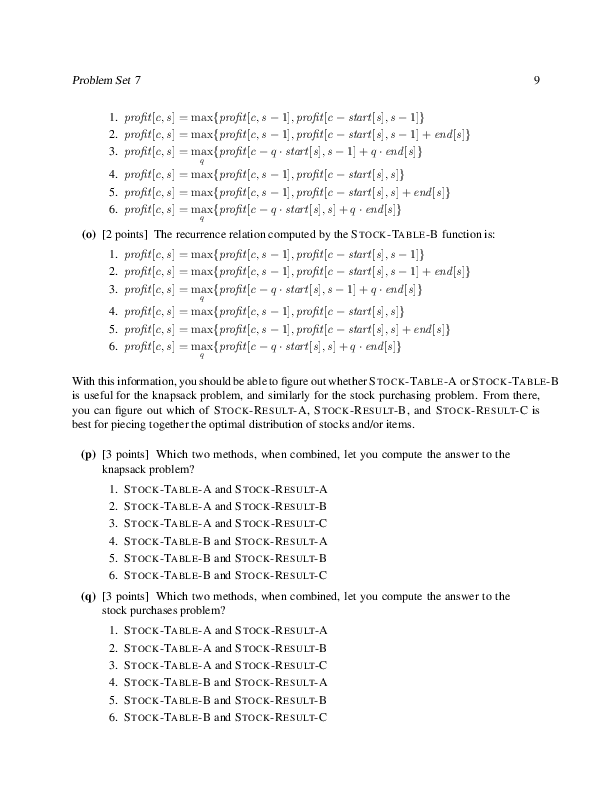 Problem Set 7 9
1. profit[c, s] = max{profit[c, s − 1], profit[c − start[s], s − 1]}
2. profit[c, s] = max{profit[c, s − 1], profit[c − start[s], s − 1] + end[s]}
3. profit[c, s] = max{profit[c − q · start[s], s − 1] + q · end[s]}
q
4. profit[c, s] = max{profit[c, s − 1], profit[c − start[s], s]}
5. profit[c, s] = max{profit[c, s − 1], profit[c − start[s], s] + end[s]}
6. profit[c, s] = max{profit[c − q · start[s], s] + q · end[s]}
q
(o) [2 points] The recurrence relation computed by the STOCK-TABLE-B function is:
1. profit[c, s] = max{profit[c, s − 1], profit[c − start[s], s − 1]}
2. profit[c, s] = max{profit[c, s − 1], profit[c − start[s], s − 1] + end[s]}
3. profit[c, s] = max{profit[c − q · start[s], s − 1] + q · end[s]}
q
4. profit[c, s] = max{profit[c, s − 1], profit[c − start[s], s]}
5. profit[c, s] = max{profit[c, s − 1], profit[c − start[s], s] + end[s]}
6. profit[c, s] = max{profit[c − q · start[s], s] + q · end[s]}
q
With this information, you should be able to figure out whether STOCK-TABLE-A or STOCK-TABLE-B
is useful for the knapsack problem, and similarly for the stock purchasing problem. From there,
you can figure out which of STOCK-RESULT-A, STOCK-RESULT-B, and STOCK-RESULT-C is
best for piecing together the optimal distribution of stocks and/or items.
(p) [3 points] Which two methods, when combined, let you compute the answer to the
knapsack problem?
1. STOCK-TABLE-A and STOCK-RESULT-A
2. STOCK-TABLE-A and STOCK-RESULT-B
3. STOCK-TABLE-A and STOCK-RESULT-C
4. STOCK-TABLE-B and STOCK-RESULT-A
5. STOCK-TABLE-B and STOCK-RESULT-B
6. STOCK-TABLE-B and STOCK-RESULT-C
(q) [3 points] Which two methods, when combined, let you compute the answer to the
stock purchases problem?
1. STOCK-TABLE-A and STOCK-RESULT-A
2. STOCK-TABLE-A and STOCK-RESULT-B
3. STOCK-TABLE-A and STOCK-RESULT-C
4. STOCK-TABLE-B and STOCK-RESULT-A
5. STOCK-TABLE-B and STOCK-RESULT-B
6. STOCK-TABLE-B and STOCK-RESULT-C